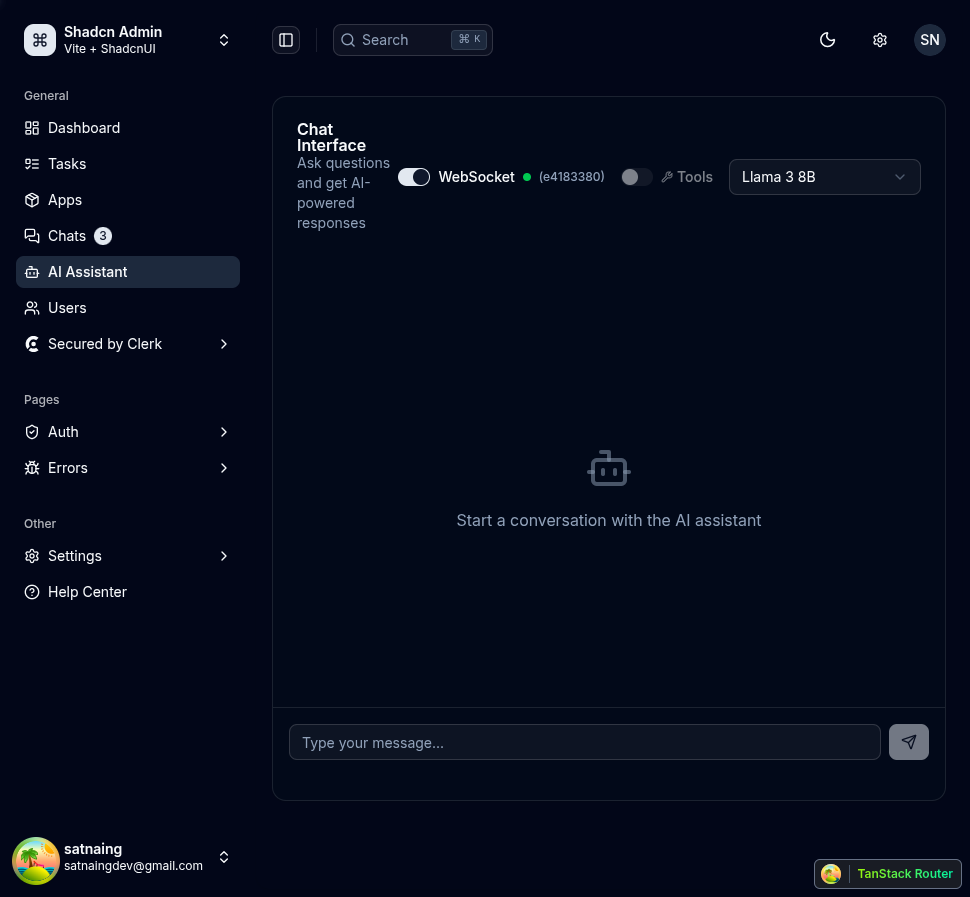 Shadcn Admin
Vite + ShadcnUI
Search
⌘ K
SN
General
Dashboard
Tasks
Apps
Chats 3
AI Assistant
Users
Secured by Clerk
Pages
Auth
Errors
Other
Settings
Help Center
satnaing
satnaingdev@gmail.com
Chat
Interface
Ask questions
and get AI-
powered
responses
WebSocket (e4183380)
Tools
Llama 3 8B
Start a conversation with the AI assistant
Type your message...
TanStack Router